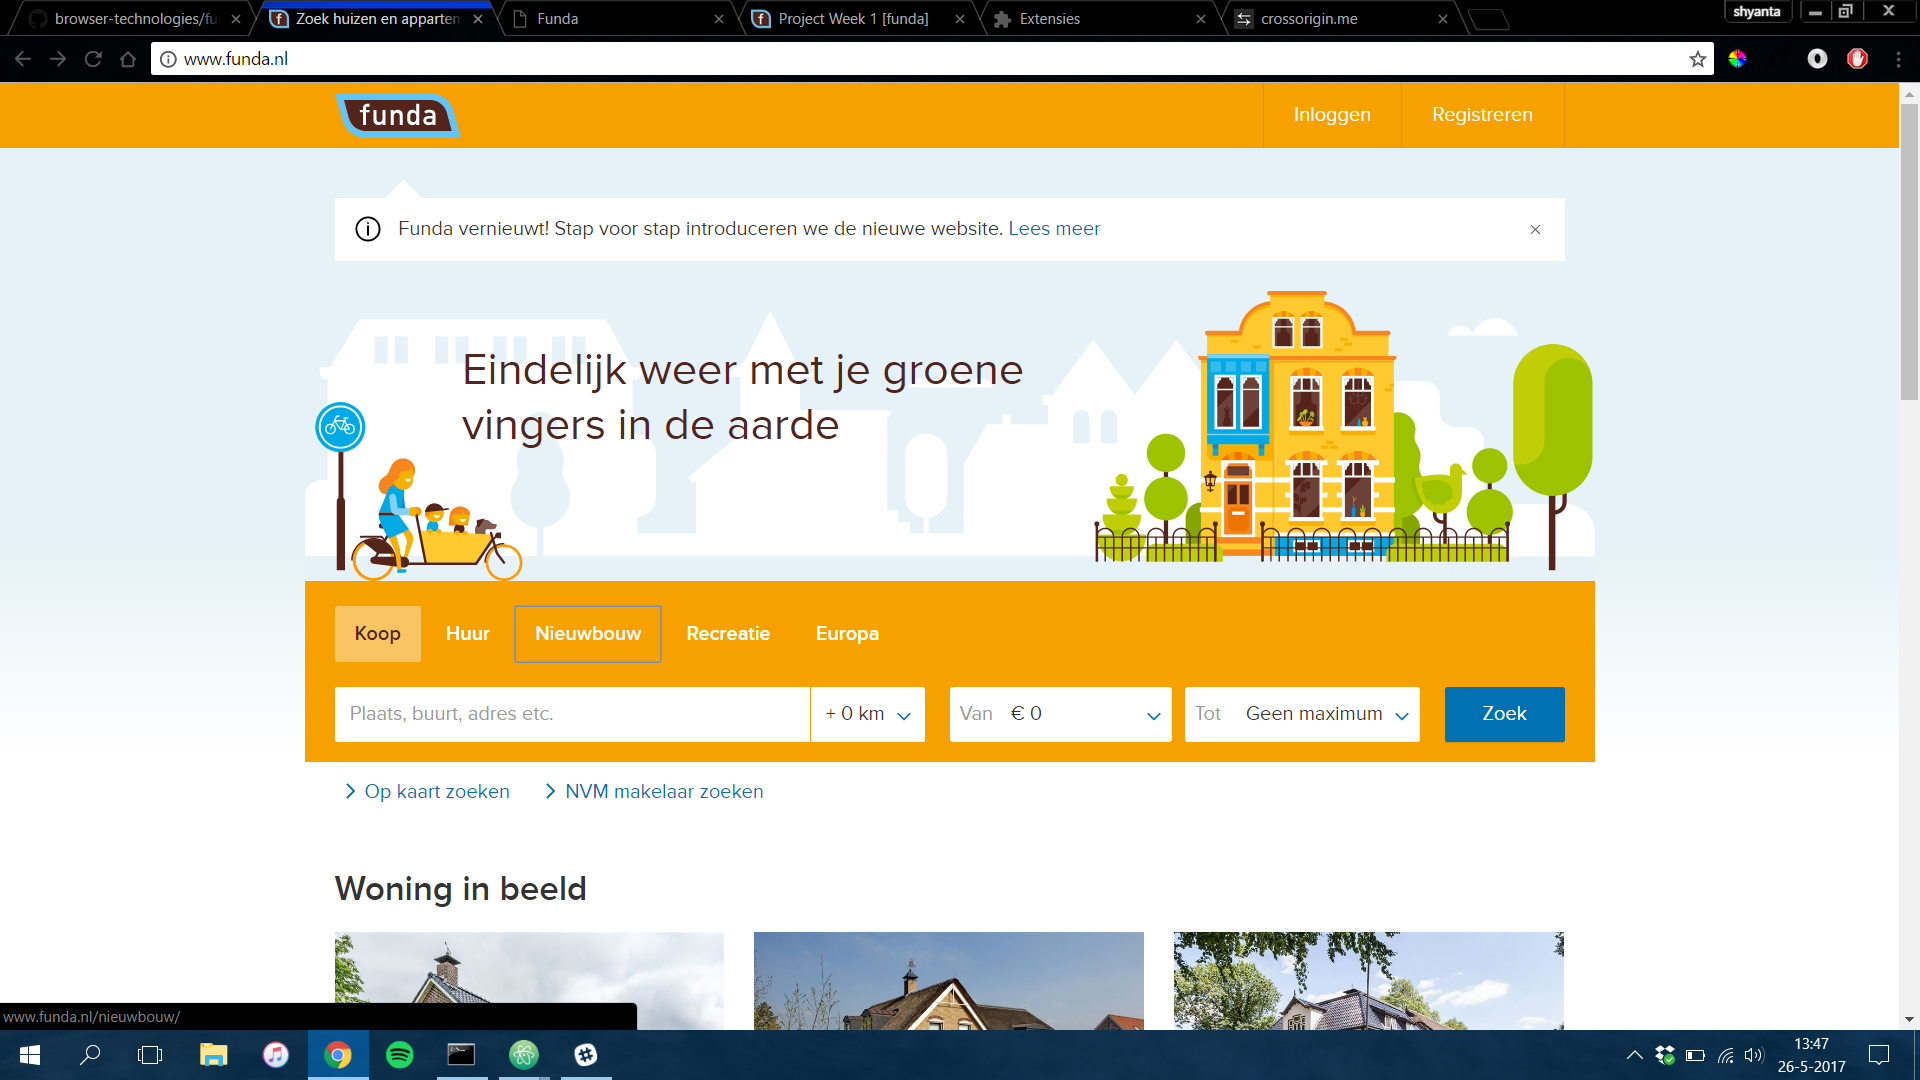 browser-technologies/fu
Zoek huizen en apparten
Funda
Project Week 1 [funda]
Extensies
crossorigin.me
shyanta
www.funda.nl
funda
Inloggen
Registreren
Funda vernieuwt! Stap voor stap introduceren we de nieuwe website. Lees meer
Eindelijk weer met je groene
vingers in de aarde
Koop Huur Nieuwbouw Recreatie Europa
Plaats, buurt, adres etc. + 0 km Van € 0 Tot Geen maximum Zoek
Op kaart zoeken NVM makelaar zoeken
Woning in beeld
www.funda.nl/nieuwbouw/
13:47
26-5-2017